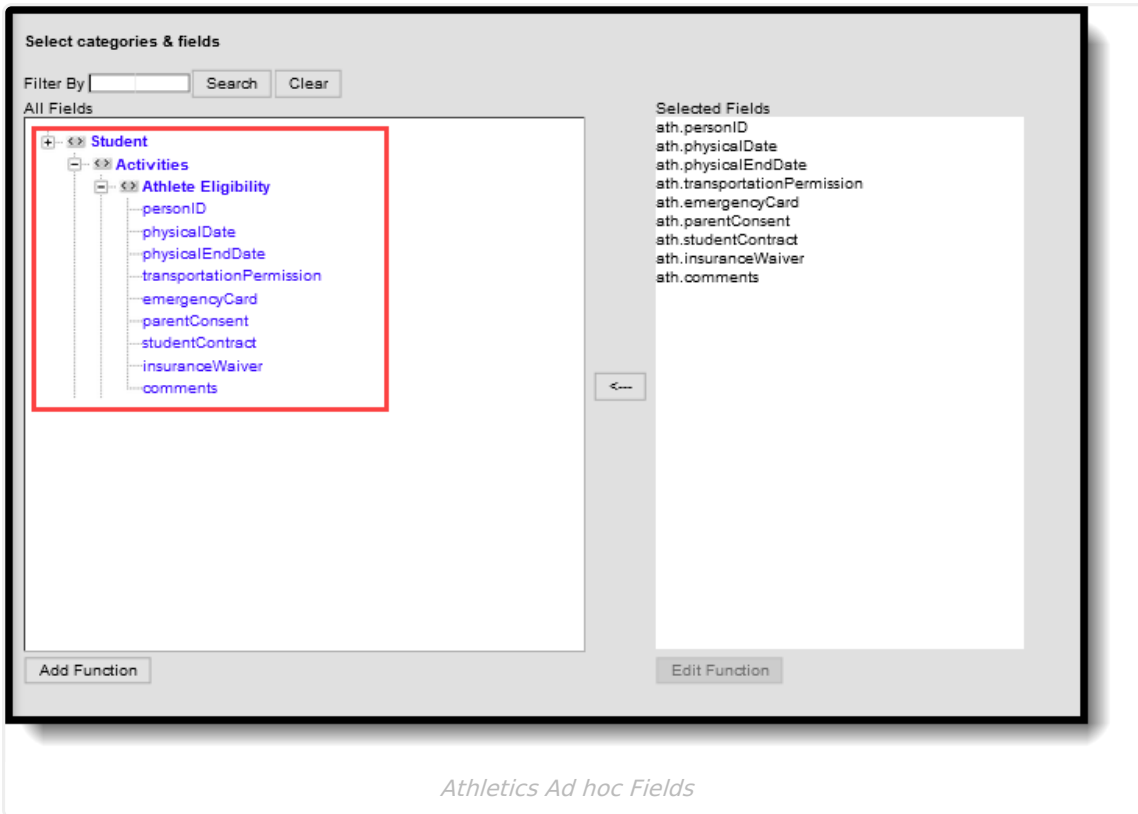 Select categories & fields
Filter By
Search
Clear
All Fields
Student
Activities
Athlete Eligibility
personID
physicalDate
physicalEndDate
transportationPermission
emergencyCard
parentConsent
studentContract
insuranceWaiver
comments
<---
Selected Fields
ath.personID
ath.physicalDate
ath.physicalEndDate
ath.transportationPermission
ath.emergencyCard
ath.parentConsent
ath.studentContract
ath.insuranceWaiver
ath.comments
Add Function
Edit Function
Athletics Ad hoc Fields